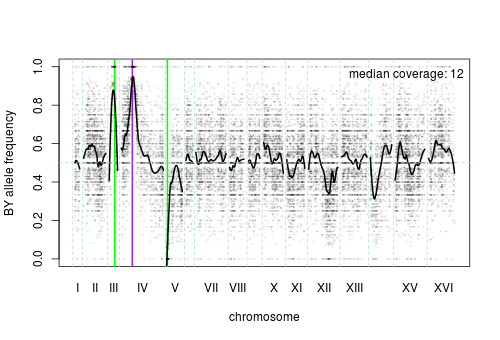 median coverage: 12
BY allele frequency
1.0
0.8
0.6
0.4
0.2
0.0
I II III IV V VII VIII X XI XII XIII XV XVI
chromosome